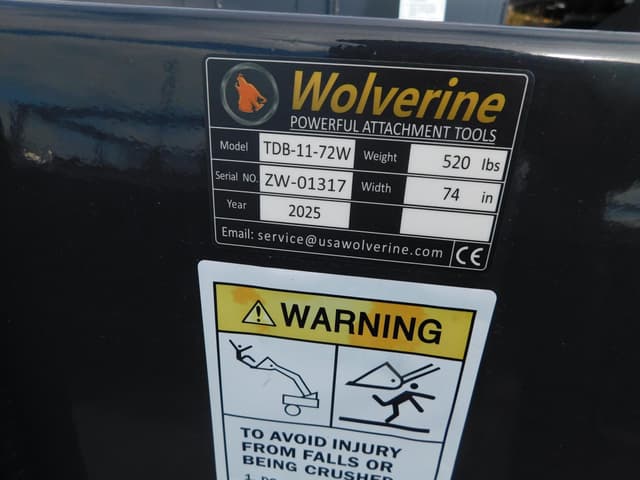 Wolverine
POWERFUL ATTACHMENT TOOLS
Model TDB-11-72W Weight 520 lbs
Serial NO. ZW-01317 Width 74 in
Year 2025
Email: service@usawolverine.com CE
WARNING
TO AVOID INJURY
FROM FALLS OR
BEING CRUSHED